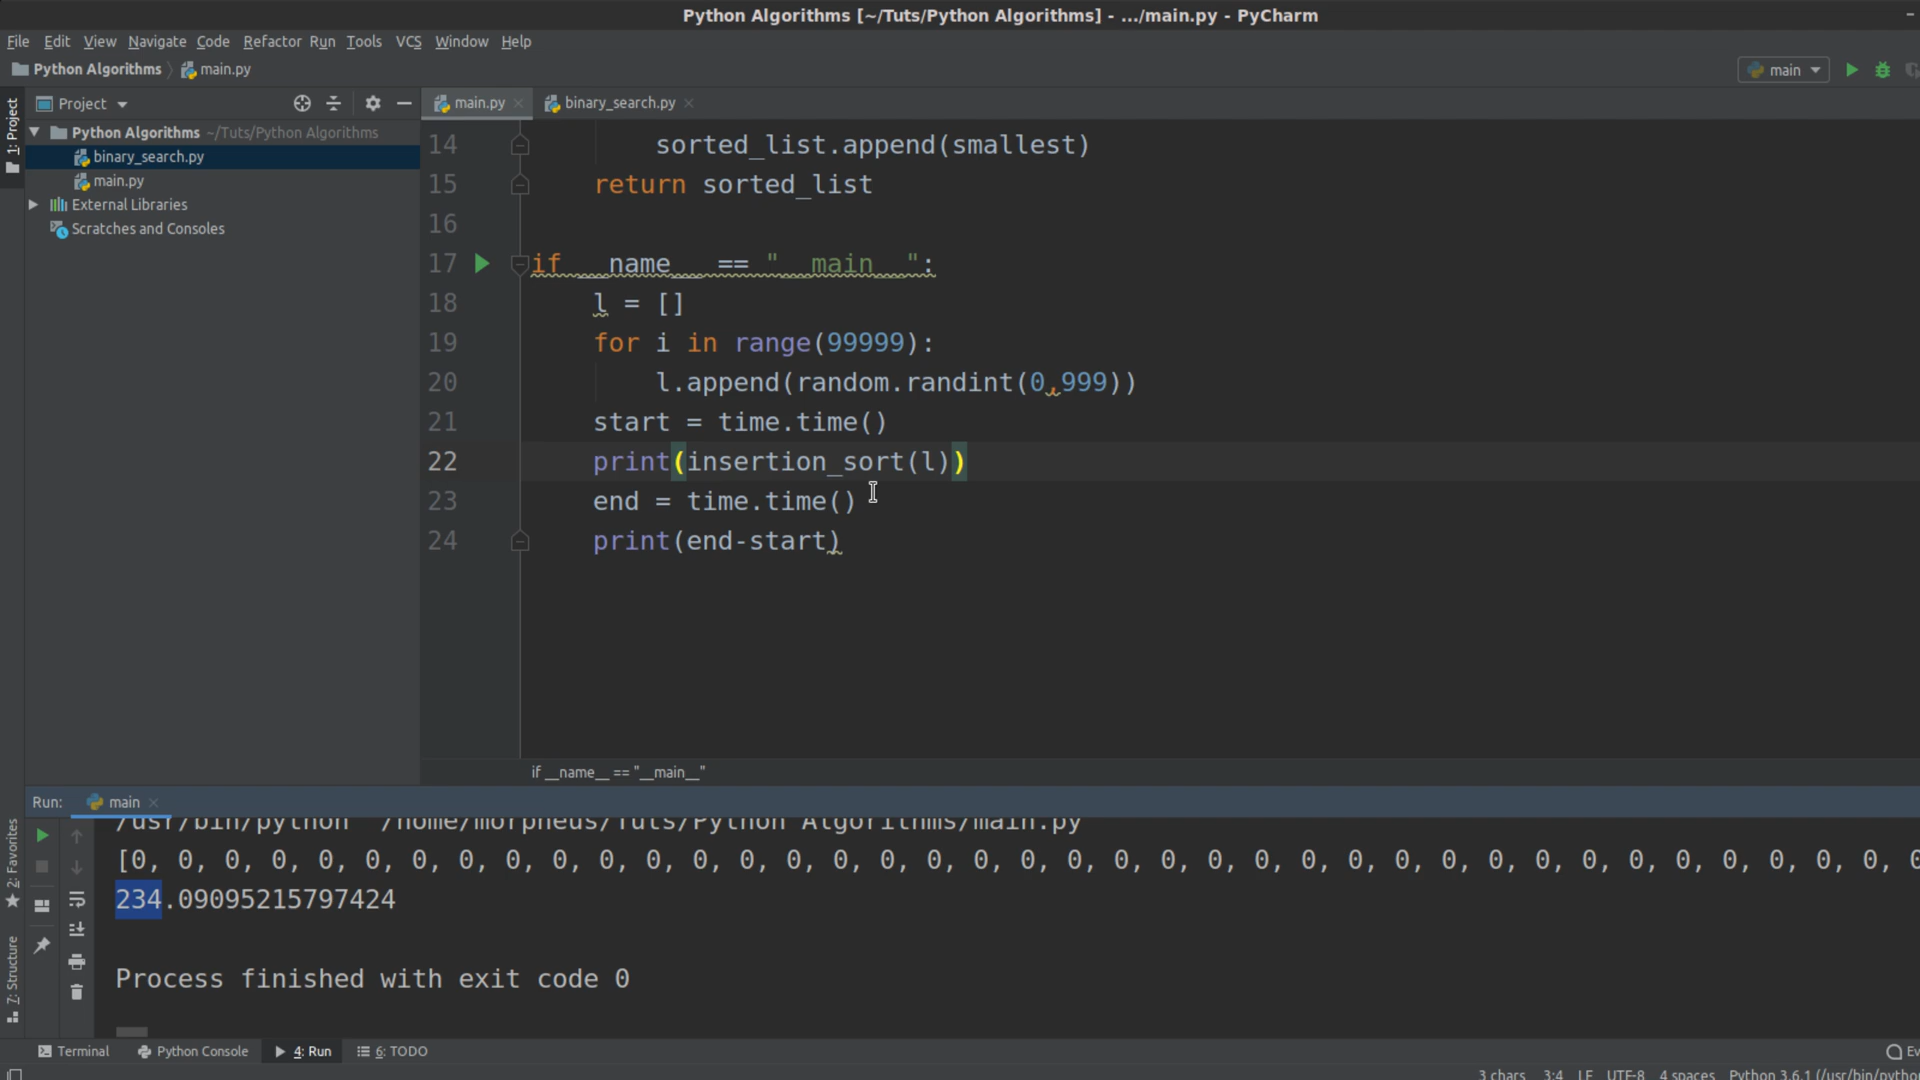 Python Algorithms [~/Tuts/Python Algorithms] - .../main.py - PyCharm
File Edit View Navigate Code Refactor Run Tools VCS Window Help
Python Algorithms main.py
main
1: Project
Project
main.py
binary_search.py
Python Algorithms ~/Tuts/Python Algorithms
binary_search.py
main.py
External Libraries
Scratches and Consoles
14 sorted_list.append(smallest)
15 return sorted_list
16
17 if __name__ == "__main__":
18 l = []
19 for i in range(99999):
20 l.append(random.randint(0,999))
21 start = time.time()
22 print(insertion_sort(l))
23 end = time.time()
24 print(end-start)
if __name__ == "__main__"
Run: main
/usr/bin/python /home/morpheus/Tuts/Python Algorithms/main.py
[0, 0, 0, 0, 0, 0, 0, 0, 0, 0, 0, 0, 0, 0, 0, 0, 0, 0, 0, 0, 0, 0, 0, 0, 0, 0, 0, 0, 0, 0, 0, 0, 0, 0, 0, 0, 0, 0, 0
234.09095215797424
Process finished with exit code 0
2: Favorites
7: Structure
Terminal
Python Console
4: Run
6: TODO
Ev
3 chars 3:4 LF UTF-8 4 spaces Python 3.6.1 (/usr/bin/python